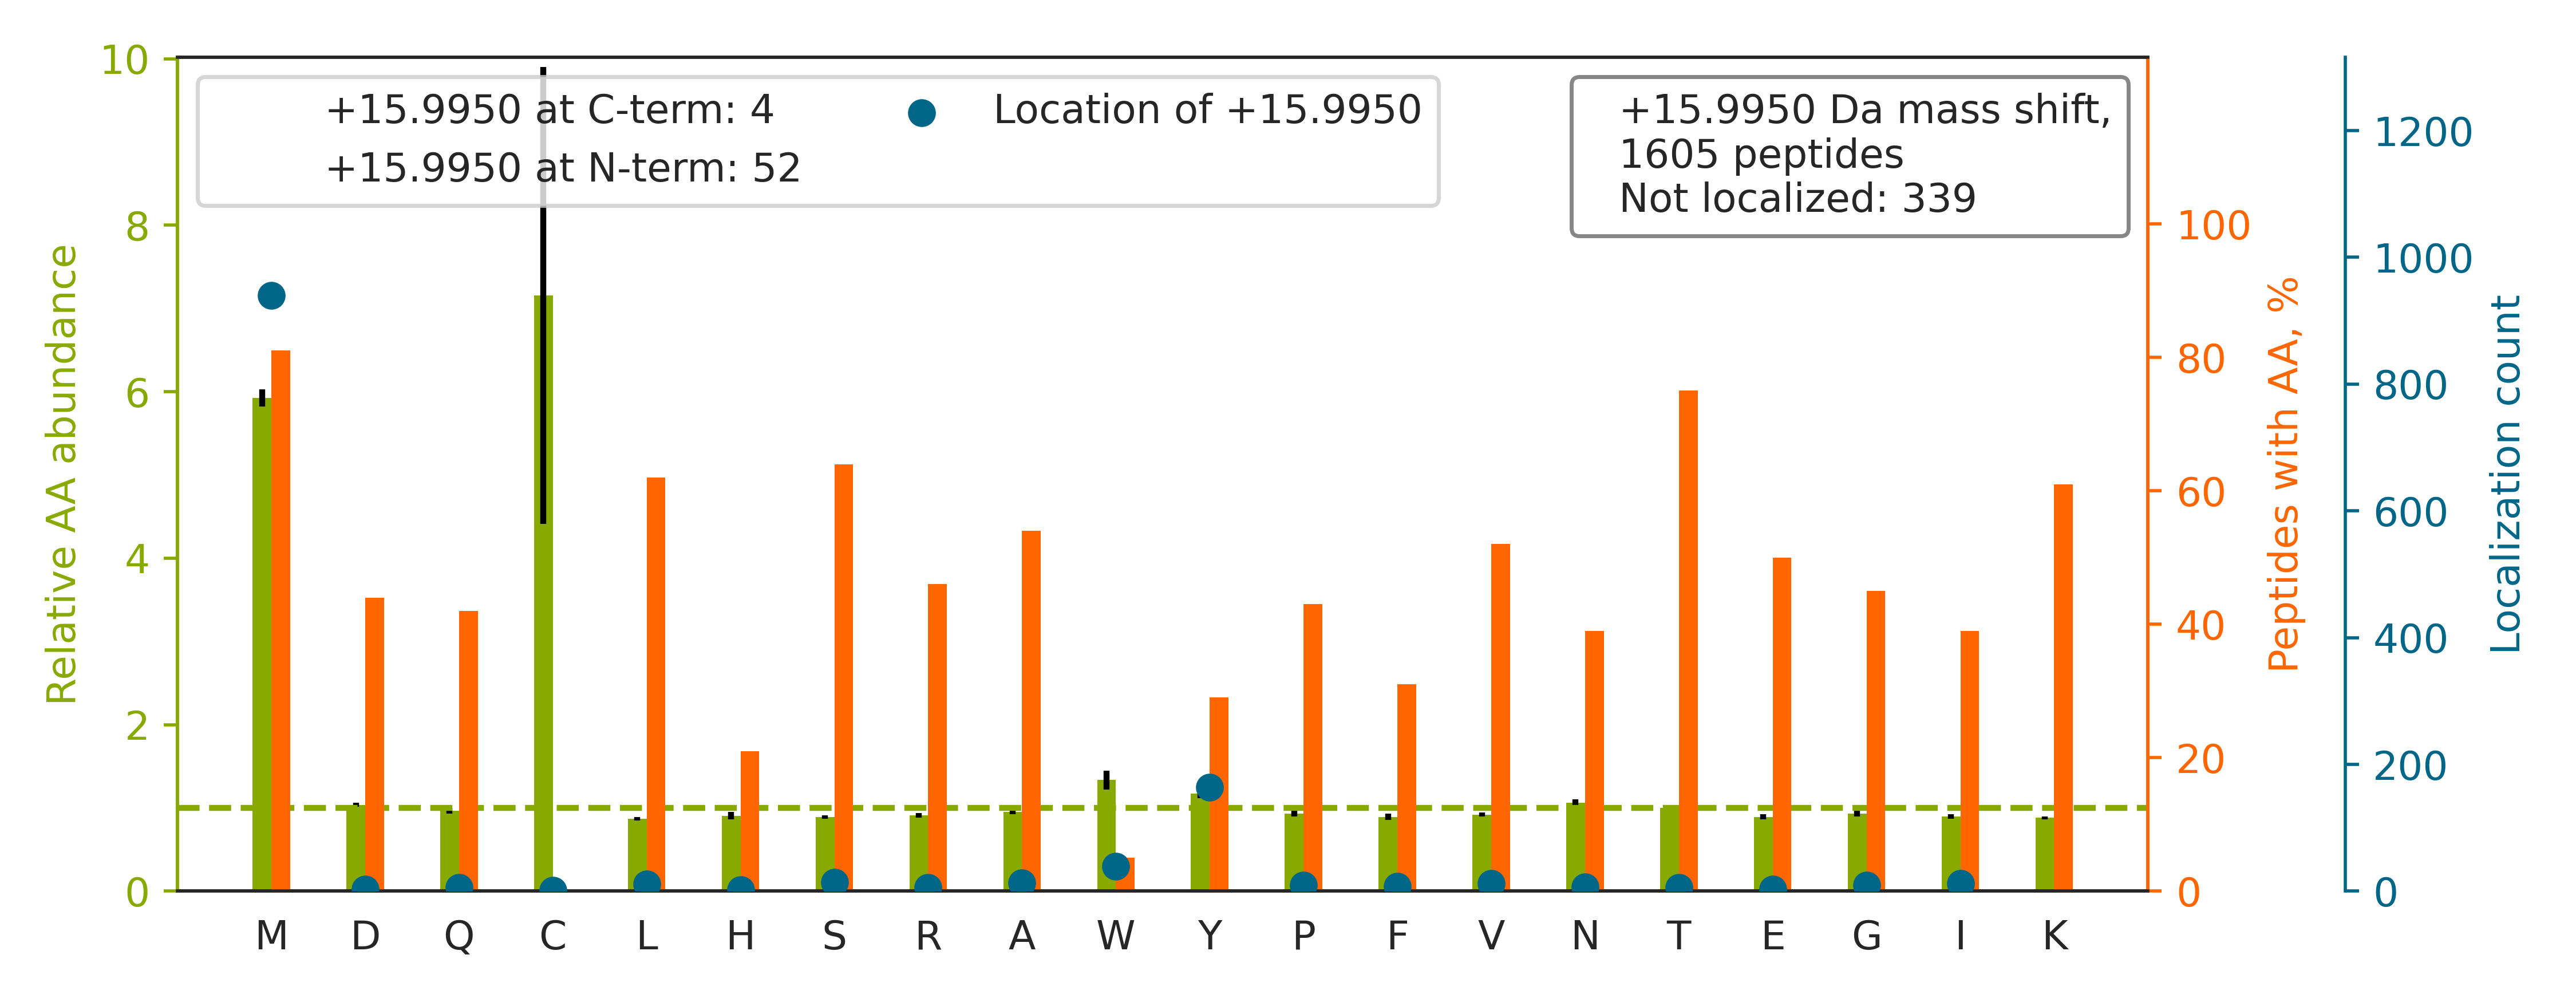 +15.9950 at C-term: 4
+15.9950 at N-term: 52
Location of +15.9950
+15.9950 Da mass shift,
1605 peptides
Not localized: 339
Relative AA abundance
10
8
6
4
2
0
M D Q C L H S R A W Y P F V N T E G I K
100
80
60
40
20
0
Peptides with AA, %
1200
1000
800
600
400
200
0
Localization count